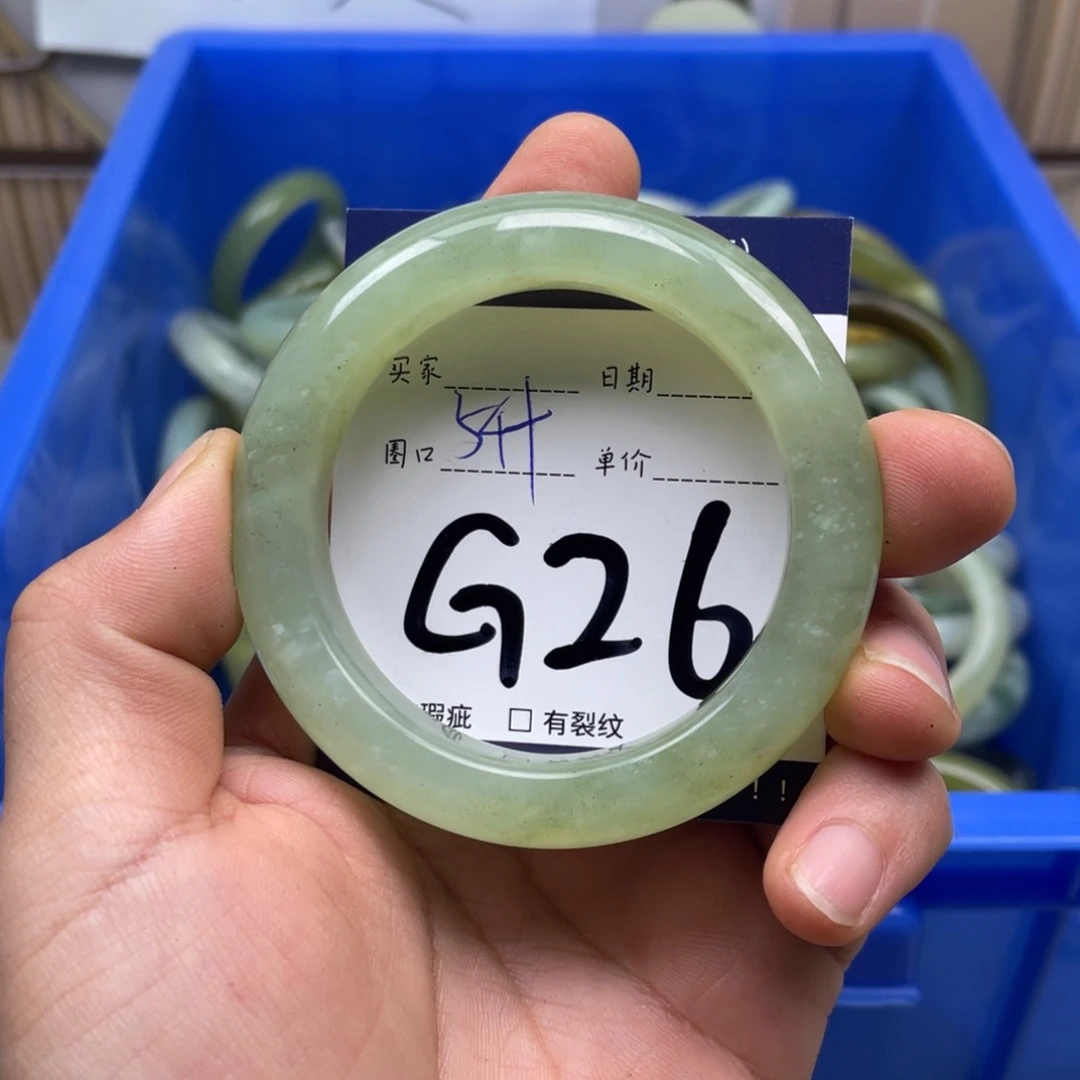 买家 日期
圈口 54 单价
G26
瑕疵 □ 有裂纹
!!